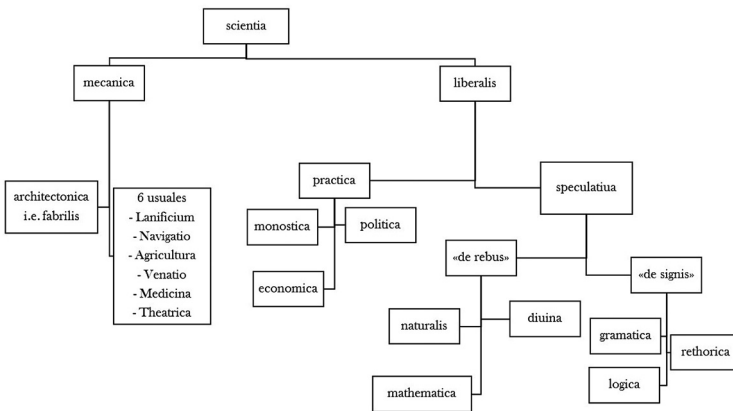 scientia
mecanica
liberalis
architectonica
i.e. fabrilis
6 usuales
- Lanificium
- Navigatio
- Agricultura
- Venatio
- Medicina
- Theatrica
practica
monostica
politica
economica
speculatiua
«de rebus»
«de signis»
naturalis
diuina
mathematica
gramatica
rethorica
logica